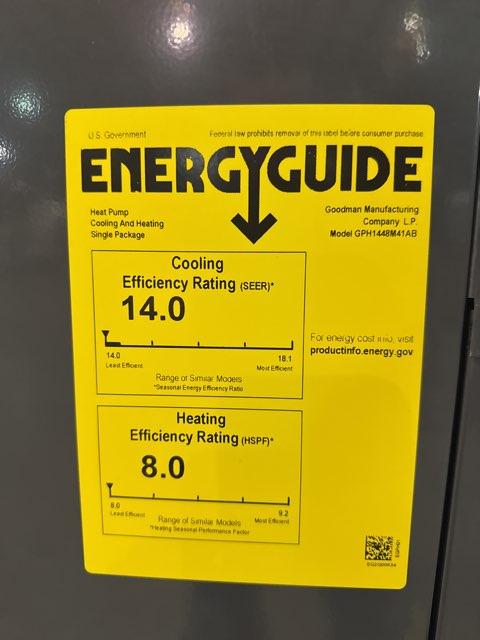 U.S. Government
Federal law prohibits removal of this label before consumer purchase.
ENERGYGUIDE
Heat Pump
Cooling And Heating
Single Package
Goodman Manufacturing
Company L.P.
Model GPH1448M41AB
Cooling
Efficiency Rating (SEER)*
14.0
14.0
18.1
Least Efficient
Most Efficient
Range of Similar Models
*Seasonal Energy Efficiency Ratio
For energy cost info, visit
productinfo.energy.gov
Heating
Efficiency Rating (HSPF)*
8.0
8.0
9.2
Least Efficient
Most Efficient
Range of Similar Models
*Heating Seasonal Performance Factor